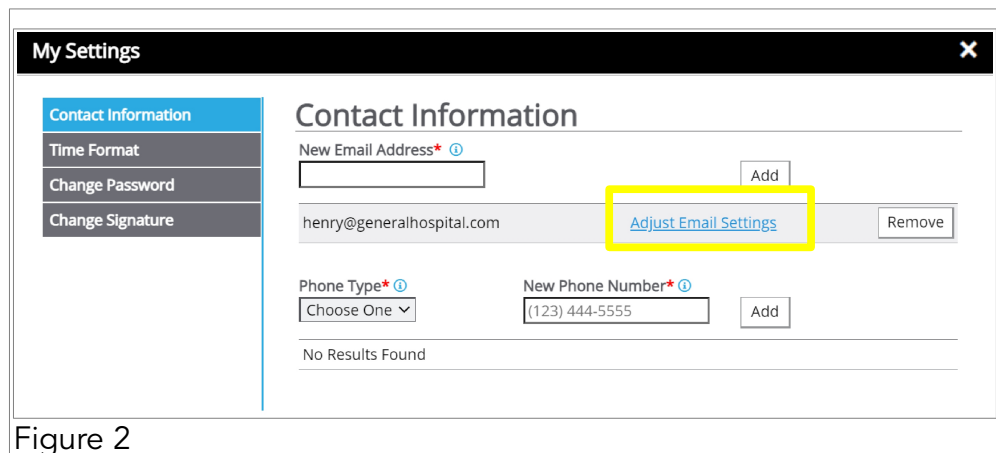 My Settings
Contact Information
Time Format
Change Password
Change Signature
Contact Information
New Email Address*
Add
henry@generalhospital.com Adjust Email Settings Remove
Phone Type* New Phone Number*
Choose One (123) 444-5555 Add
No Results Found
Figure 2